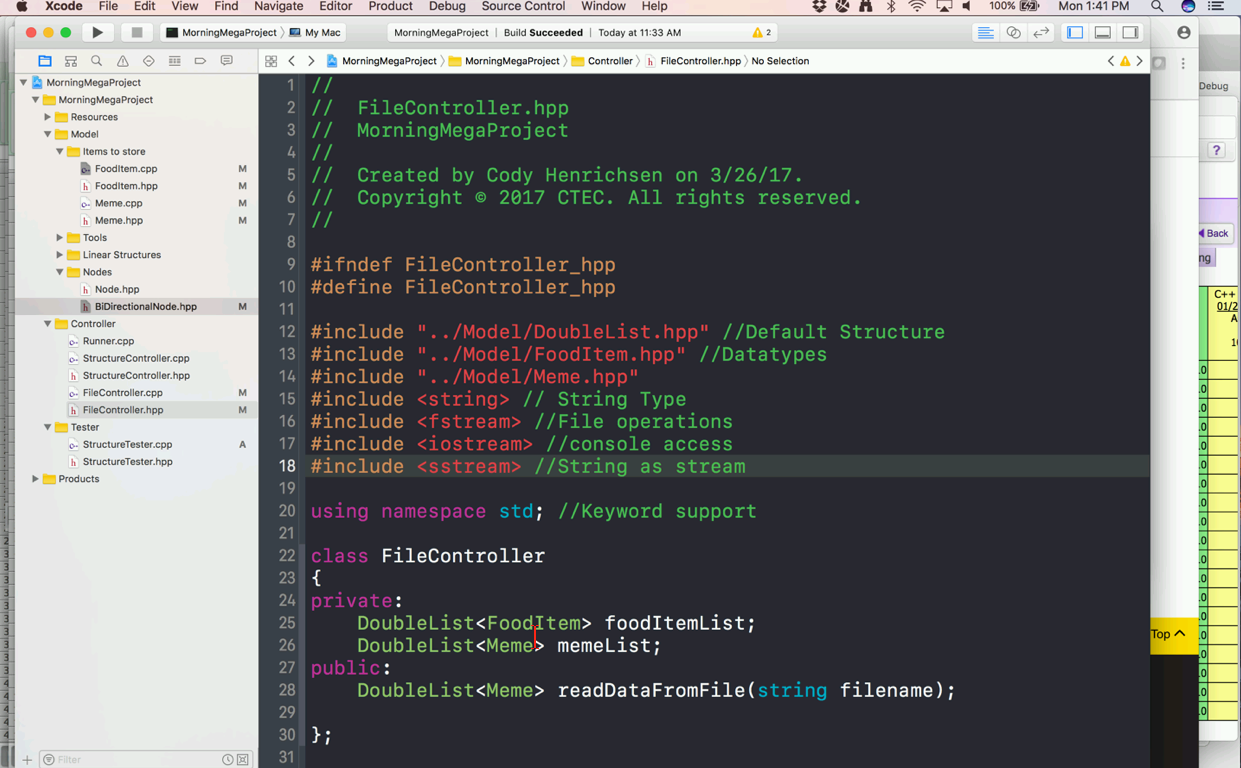 Xcode File Edit View Find Navigate Editor Product Debug Source Control Window Help 100% Mon 1:41 PM
MorningMegaProject My Mac MorningMegaProject | Build Succeeded | Today at 11:33 AM 2
MorningMegaProject MorningMegaProject Controller FileController.hpp No Selection
Debug
?
Back
ng
C++
01/2
A
Top
MorningMegaProject
MorningMegaProject
Resources
Model
Items to store
FoodItem.cpp M
FoodItem.hpp M
Meme.cpp M
Meme.hpp M
Tools
Linear Structures
Nodes
Node.hpp
BiDirectionalNode.hpp M
Controller
Runner.cpp
StructureController.cpp
StructureController.hpp
FileController.cpp M
FileController.hpp M
Tester
StructureTester.cpp A
StructureTester.hpp
Products
Filter
1 //
2 // FileController.hpp
3 // MorningMegaProject
4 //
5 // Created by Cody Henrichsen on 3/26/17.
6 // Copyright © 2017 CTEC. All rights reserved.
7 //
8
9 #ifndef FileController_hpp
10 #define FileController_hpp
11
12 #include "../Model/DoubleList.hpp" //Default Structure
13 #include "../Model/FoodItem.hpp" //Datatypes
14 #include "../Model/Meme.hpp"
15 #include <string> // String Type
16 #include <fstream> //File operations
17 #include <iostream> //console access
18 #include <sstream> //String as stream
19
20 using namespace std; //Keyword support
21
22 class FileController
23 {
24 private:
25 DoubleList<FoodItem> foodItemList;
26 DoubleList<Meme> memeList;
27 public:
28 DoubleList<Meme> readDataFromFile(string filename);
29
30 };
31